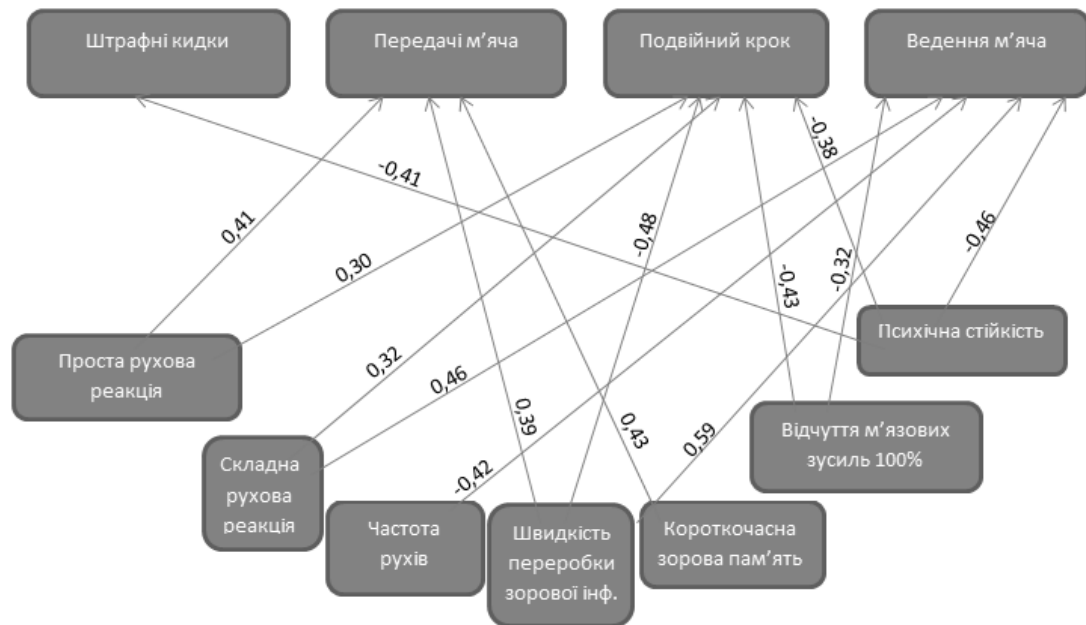 Штрафні кидки
Передачі м’яча
Подвійний крок
Ведення м’яча
-0,38
-0,41
0,41
-0,48
-0,46
0,30
-0,43
-0,32
Психічна стійкість
Проста рухова
реакція
0,32
0,46
0,39
0,43
0,59
Відчуття м’язових
зусиль 100%
Складна
рухова
реакція
-0,42
Частота
рухів
Швидкість
переробки
зорової інф.
Короткочасна
зорова пам’ять